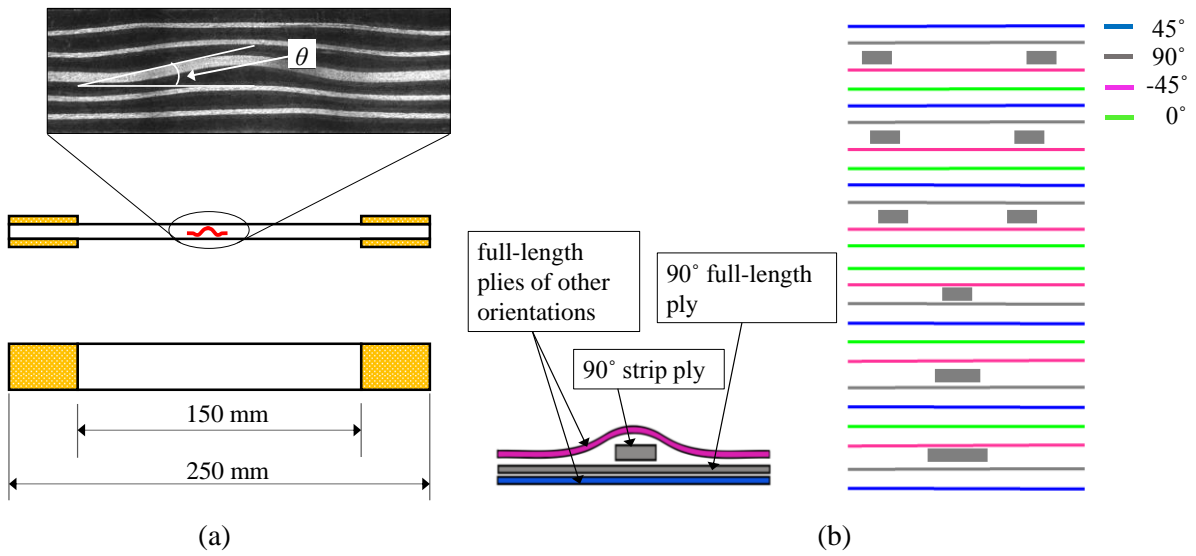 θ
150 mm
250 mm
(a)
full-length
plies of other
orientations
90˚ full-length
ply
90˚ strip ply
45˚
90˚
-45˚
0˚
(b)